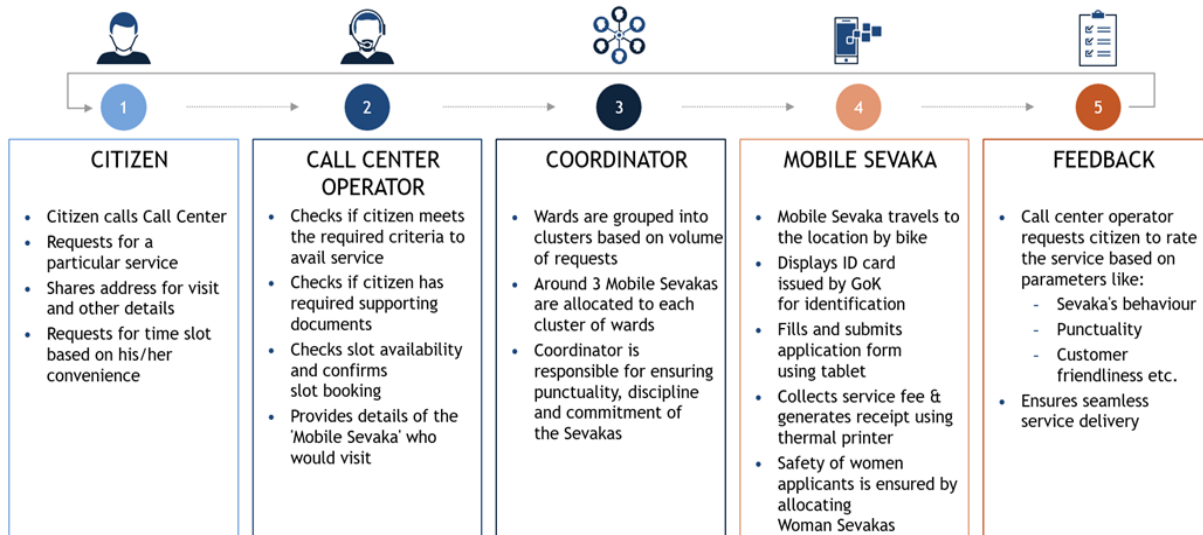 1
2
3
4
5
CITIZEN
• Citizen calls Call Center
• Requests for a
particular service
• Shares address for visit
and other details
• Requests for time slot
based on his/her
convenience
CALL CENTER
OPERATOR
• Checks if citizen meets
the required criteria to
avail service
• Checks if citizen has
required supporting
documents
• Checks slot availability
and confirms
slot booking
• Provides details of the
'Mobile Sevaka' who
would visit
COORDINATOR
• Wards are grouped into
clusters based on volume
of requests
• Around 3 Mobile Sevakas
are allocated to each
cluster of wards
• Coordinator is
responsible for ensuring
punctuality, discipline
and commitment of
the Sevakas
MOBILE SEVAKA
• Mobile Sevaka travels to
the location by bike
• Displays ID card
issued by GoK
for identification
• Fills and submits
application form
using tablet
• Collects service fee &
generates receipt using
thermal printer
• Safety of women
applicants is ensured by
allocating
Woman Sevakas
FEEDBACK
• Call center operator
requests citizen to rate
the service based on
parameters like:
- Sevaka's behaviour
- Punctuality
- Customer
friendliness etc.
• Ensures seamless
service delivery